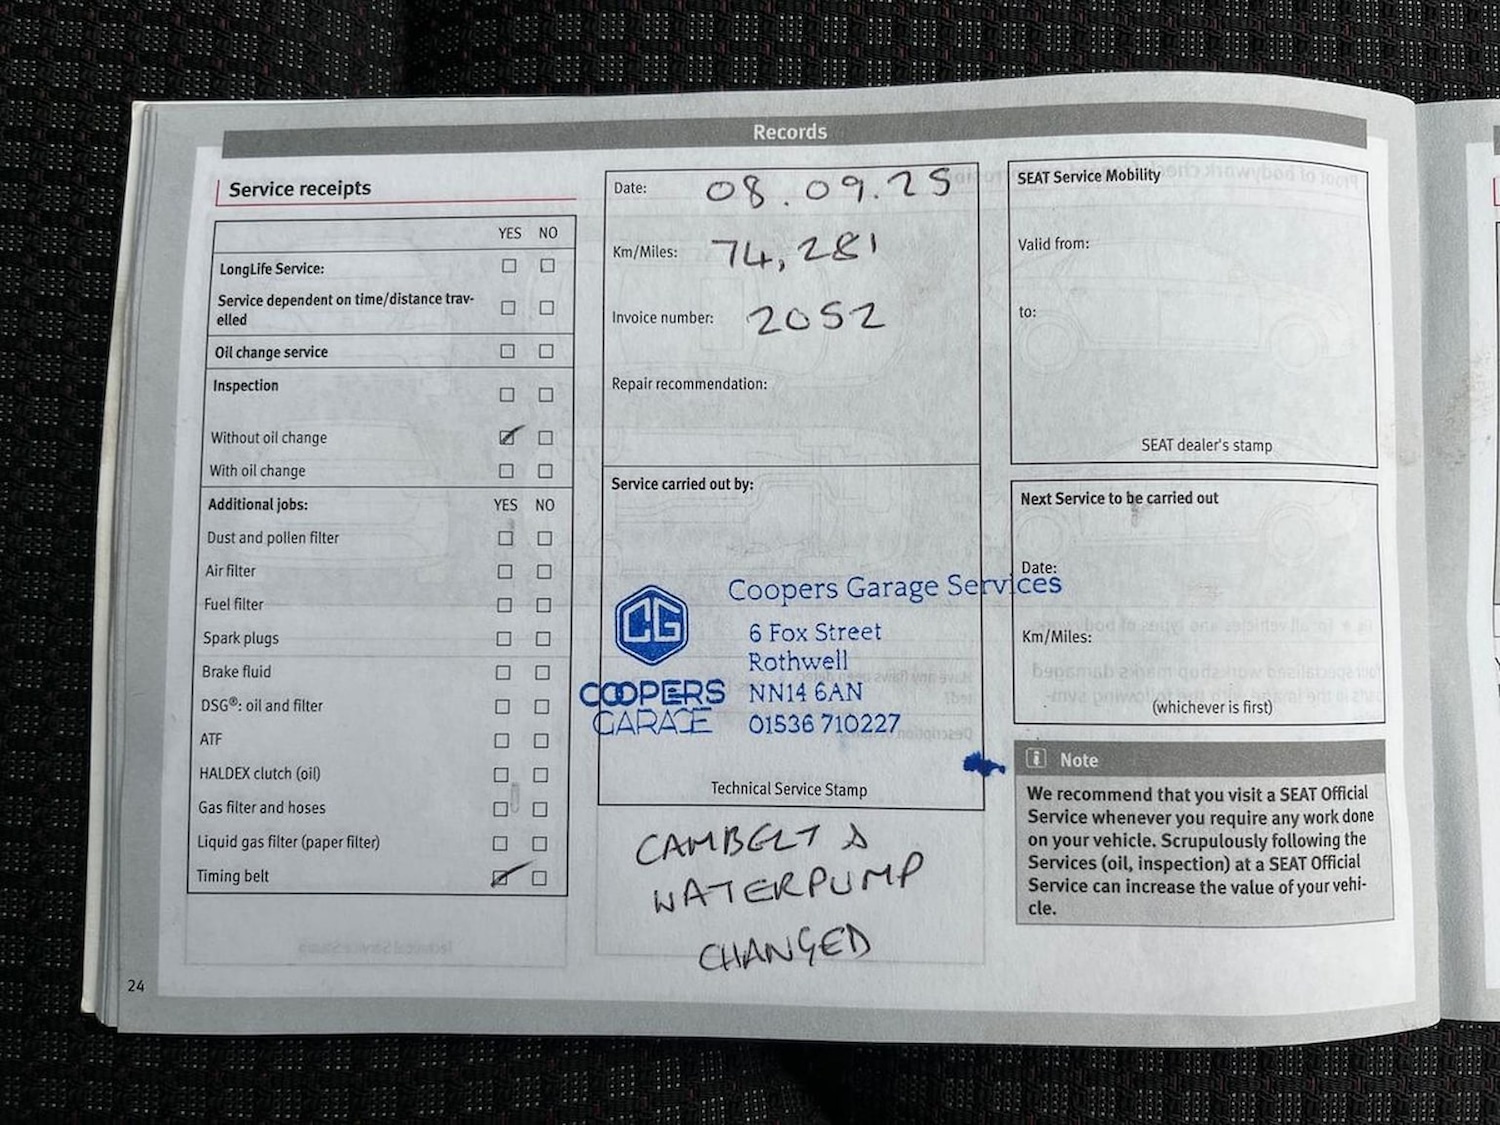 Records
Service receipts
YES NO
LongLife Service:
Service dependent on time/distance trav-
elled
Oil change service
Inspection
Without oil change
With oil change
Additional jobs: YES NO
Dust and pollen filter
Air filter
Fuel filter
Spark plugs
Brake fluid
DSG®: oil and filter
ATF
HALDEX clutch (oil)
Gas filter and hoses
Liquid gas filter (paper filter)
Timing belt
24
Date: 08.09.25
Km/Miles: 74,281
Invoice number: 2052
Repair recommendation:
Service carried out by:
CG
COOPERS
GARAGE
Coopers Garage Services
6 Fox Street
Rothwell
NN14 6AN
01536 710227
Technical Service Stamp
CAMBELT &
WATERPUMP
CHANGED
SEAT Service Mobility
Valid from:
to:
SEAT dealer's stamp
Next Service to be carried out
Date:
Km/Miles:
(whichever is first)
Note
We recommend that you visit a SEAT Official
Service whenever you require any work done
on your vehicle. Scrupulously following the
Services (oil, inspection) at a SEAT Official
Service can increase the value of your vehi-
cle.